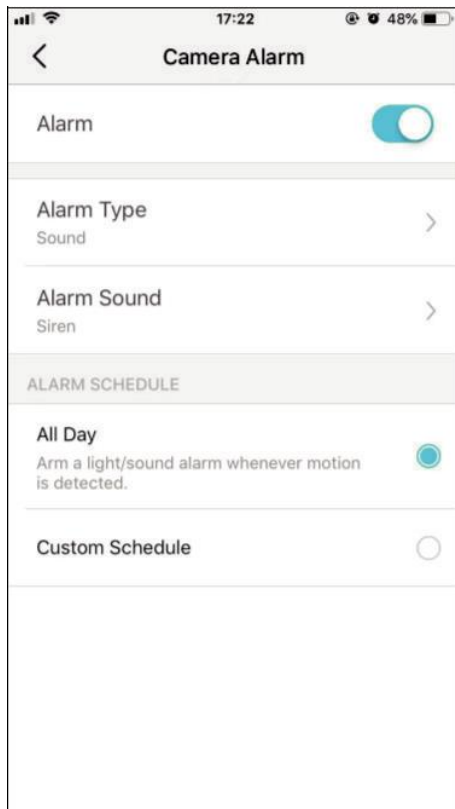 17:22
48%
Camera Alarm
Alarm
Alarm Type
Sound
Alarm Sound
Siren
ALARM SCHEDULE
All Day
Arm a light/sound alarm whenever motion
is detected.
Custom Schedule